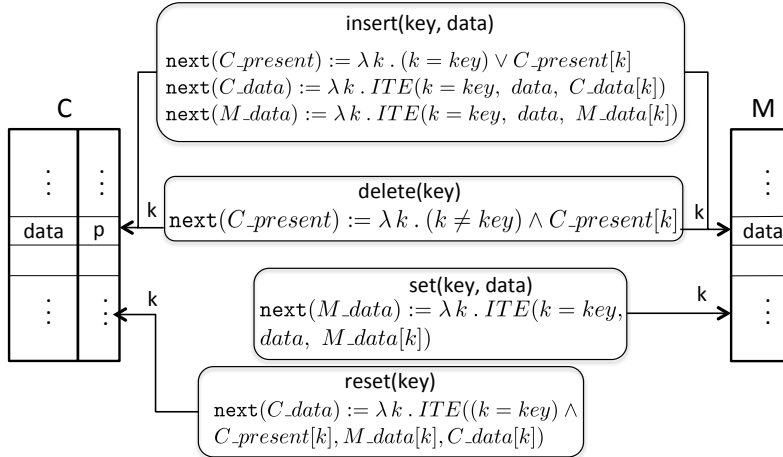 insert(key, data)
next(C_present) := λ k . (k = key) ∨ C_present[k]
next(C_data) := λ k . ITE(k = key, data, C_data[k])
next(M_data) := λ k . ITE(k = key, data, M_data[k])
C
M
⋮ ⋮ ⋮
delete(key)
k k
next(C_present) := λ k . (k ≠ key) ∧ C_present[k]
data p data
set(key, data)
k
next(M_data) := λ k . ITE(k = key,
data, M_data[k])
k
⋮ ⋮ ⋮
reset(key)
next(C_data) := λ k . ITE((k = key) ∧
C_present[k], M_data[k], C_data[k])